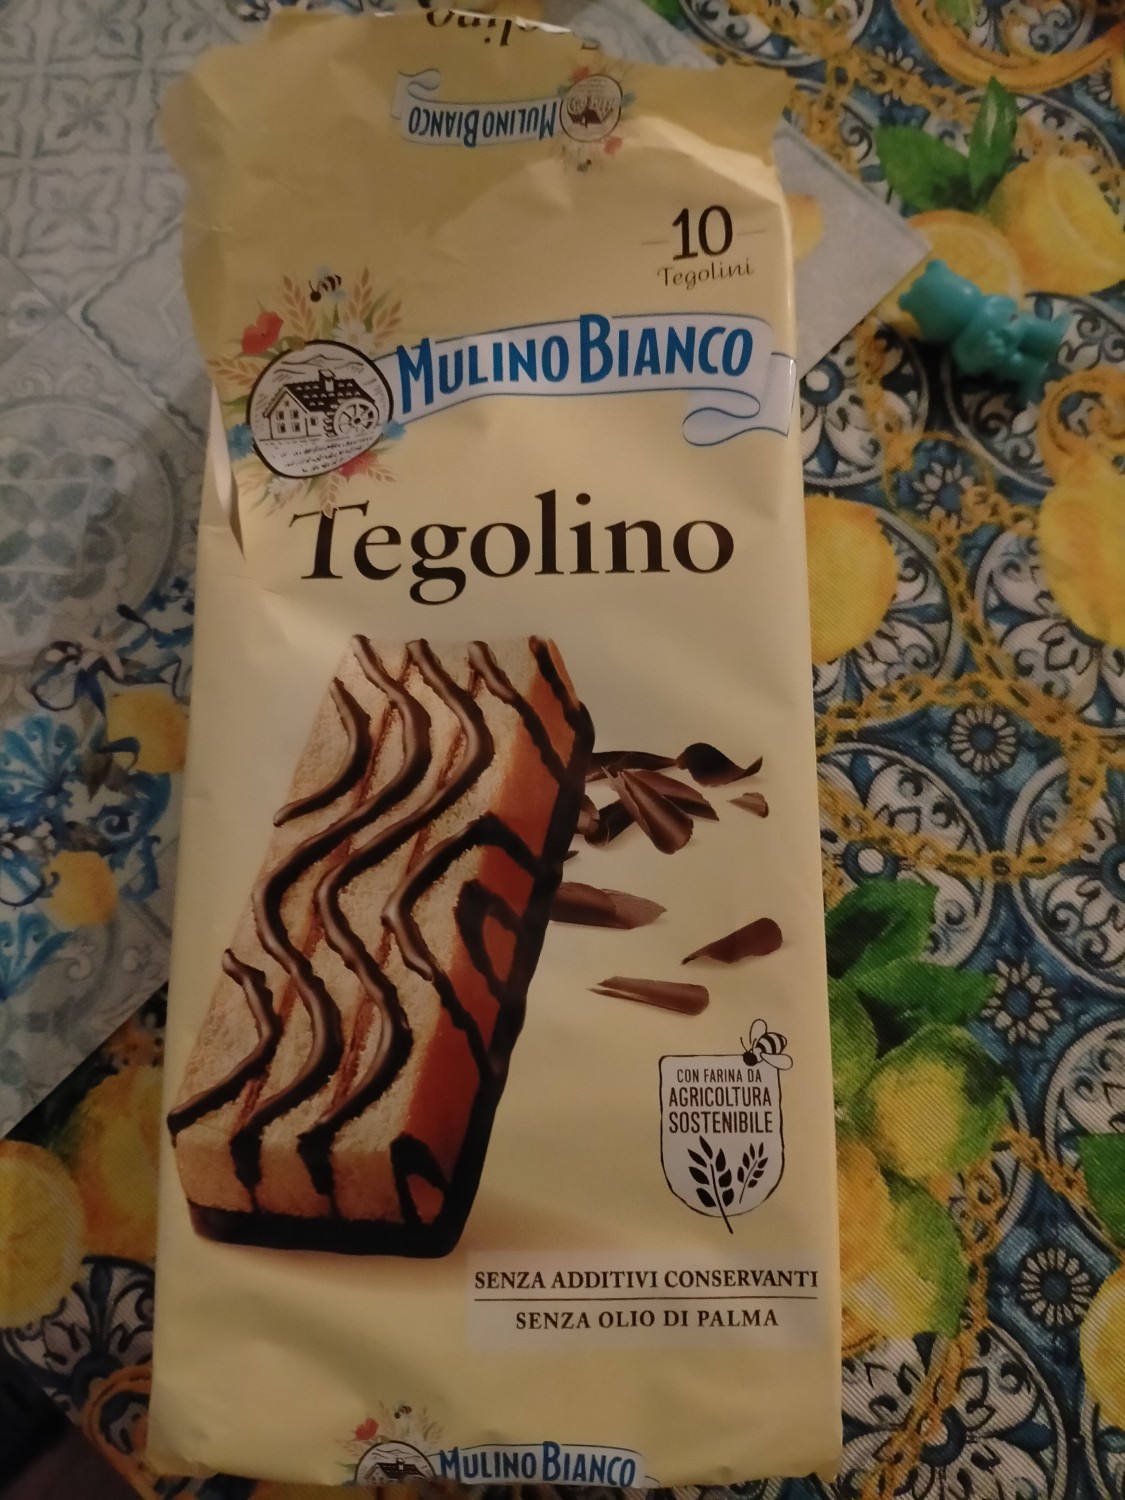 Tegolino
MULINO BIANCO
10
Tegolini
MULINO BIANCO
Tegolino
CON FARINA DA
AGRICOLTURA
SOSTENIBILE
SENZA ADDITIVI CONSERVANTI
SENZA OLIO DI PALMA
MULINO BIANCO